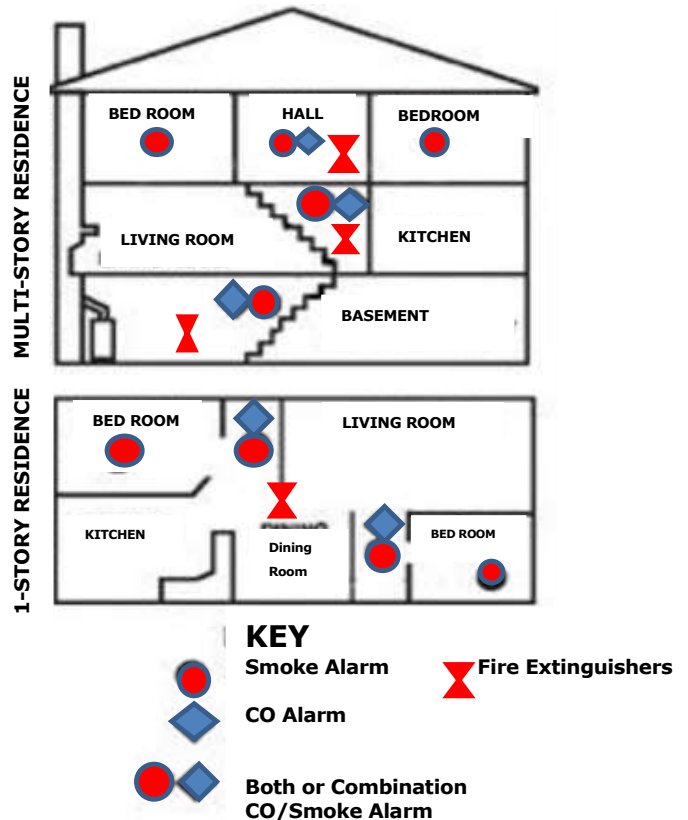 MULTI-STORY RESIDENCE
BED ROOM
HALL
BEDROOM
LIVING ROOM
KITCHEN
BASEMENT
1-STORY RESIDENCE
BED ROOM
LIVING ROOM
KITCHEN
DINING
Dining
Room
BED ROOM
KEY
Smoke Alarm
Fire Extinguishers
CO Alarm
Both or Combination
CO/Smoke Alarm